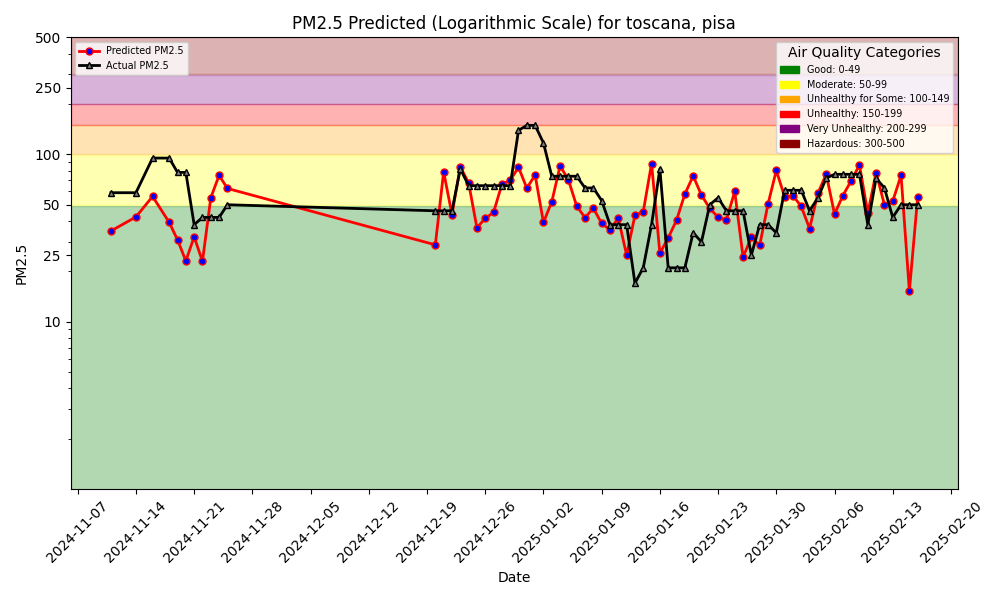 PM2.5 Predicted (Logarithmic Scale) for toscana, pisa
Predicted PM2.5
Actual PM2.5
Air Quality Categories
Good: 0-49
Moderate: 50-99
Unhealthy for Some: 100-149
Unhealthy: 150-199
Very Unhealthy: 200-299
Hazardous: 300-500
PM2.5
500
250
100
50
25
10
2024-11-07
2024-11-14
2024-11-21
2024-11-28
2024-12-05
2024-12-12
2024-12-19
2024-12-26
2025-01-02
2025-01-09
2025-01-16
2025-01-23
2025-01-30
2025-02-06
2025-02-13
2025-02-20
Date